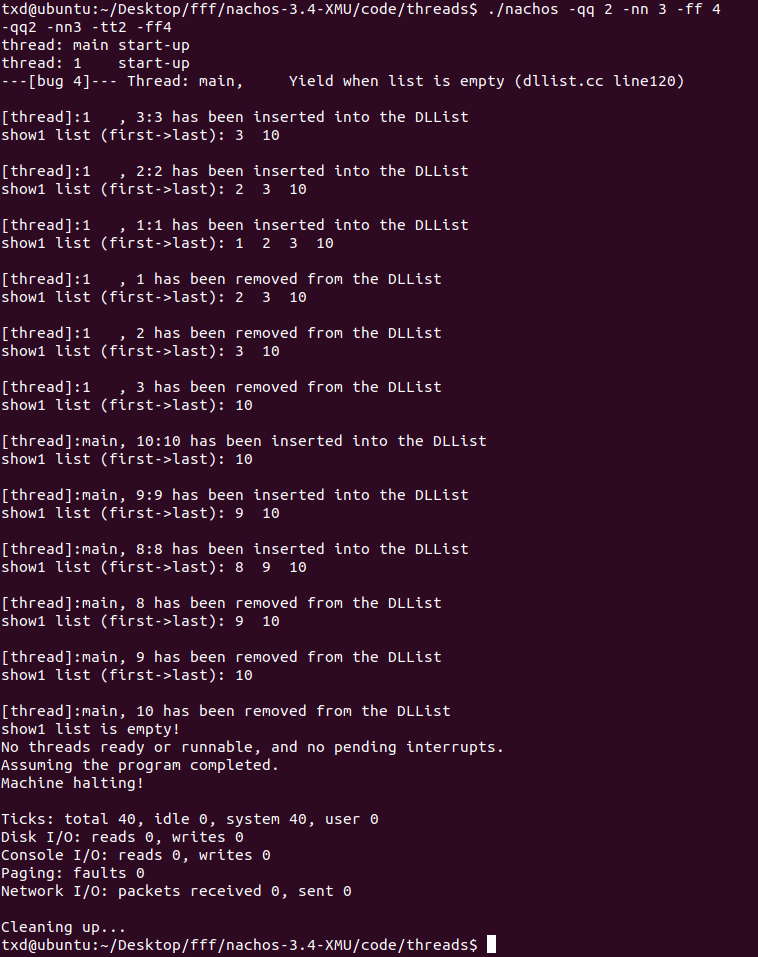 txd@ubuntu:~/Desktop/fff/nachos-3.4-XMU/code/threads$ ./nachos -qq 2 -nn 3 -ff 4
-qq2 -nn3 -tt2 -ff4
thread: main start-up
thread: 1    start-up
---[bug 4]--- Thread: main,     Yield when list is empty (dllist.cc line120)

[thread]:1   , 3:3 has been inserted into the DLList
show1 list (first->last): 3  10

[thread]:1   , 2:2 has been inserted into the DLList
show1 list (first->last): 2  3  10

[thread]:1   , 1:1 has been inserted into the DLList
show1 list (first->last): 1  2  3  10

[thread]:1   , 1 has been removed from the DLList
show1 list (first->last): 2  3  10

[thread]:1   , 2 has been removed from the DLList
show1 list (first->last): 3  10

[thread]:1   , 3 has been removed from the DLList
show1 list (first->last): 10

[thread]:main, 10:10 has been inserted into the DLList
show1 list (first->last): 10

[thread]:main, 9:9 has been inserted into the DLList
show1 list (first->last): 9  10

[thread]:main, 8:8 has been inserted into the DLList
show1 list (first->last): 8  9  10

[thread]:main, 8 has been removed from the DLList
show1 list (first->last): 9  10

[thread]:main, 9 has been removed from the DLList
show1 list (first->last): 10

[thread]:main, 10 has been removed from the DLList
show1 list is empty!
No threads ready or runnable, and no pending interrupts.
Assuming the program completed.
Machine halting!

Ticks: total 40, idle 0, system 40, user 0
Disk I/O: reads 0, writes 0
Console I/O: reads 0, writes 0
Paging: faults 0
Network I/O: packets received 0, sent 0

Cleaning up...
txd@ubuntu:~/Desktop/fff/nachos-3.4-XMU/code/threads$